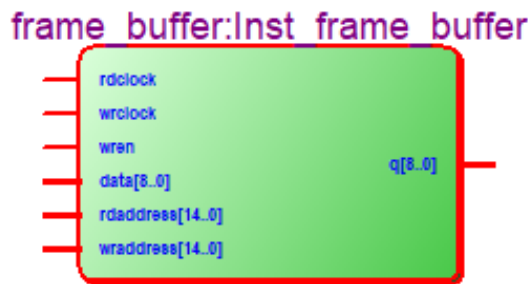 frame_buffer:Inst_frame_buffer
rdclock
wrclock
wren
data[8..0]
q[8..0]
rdaddress[14..0]
wraddress[14..0]